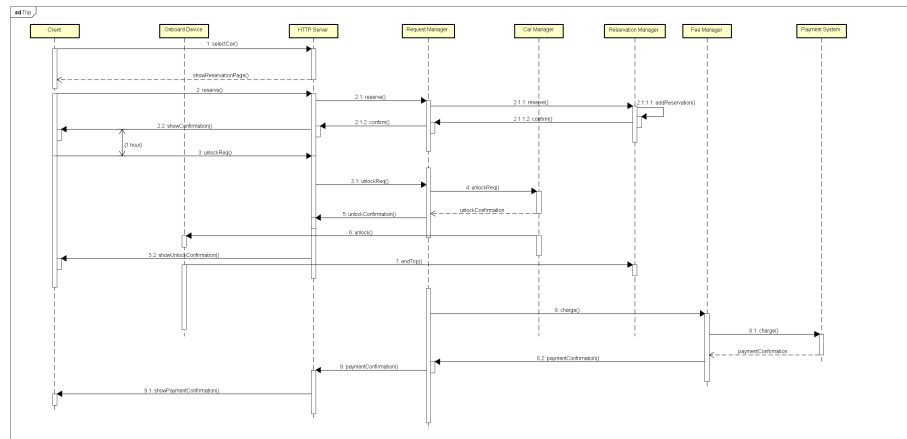 sd Trip
Client
Onboard Device
HTTP Server
Request Manager
Car Manager
Reservation Manager
Fee Manager
Payment System
1: selectCar()
showReservationPage()
2: reserve()
2.1: reserve()
2.1.1: reserve()
2.1.1.1: addReservation()
2.1.1.2: confirm()
2.1.2: confirm()
2.2: showConfirmation()
{1 hour}
3: unlockReq()
3.1: unlockReq()
4: unlockReq()
unlockConfirmation
5: unlockConfirmation()
6: unlock()
3.2: showUnlockConfirmation()
7: endTrip()
8: charge()
8.1: charge()
paymentConfirmation
8.2: paymentConfirmation()
9: paymentConfirmation()
9.1: showPaymentConfirmation()